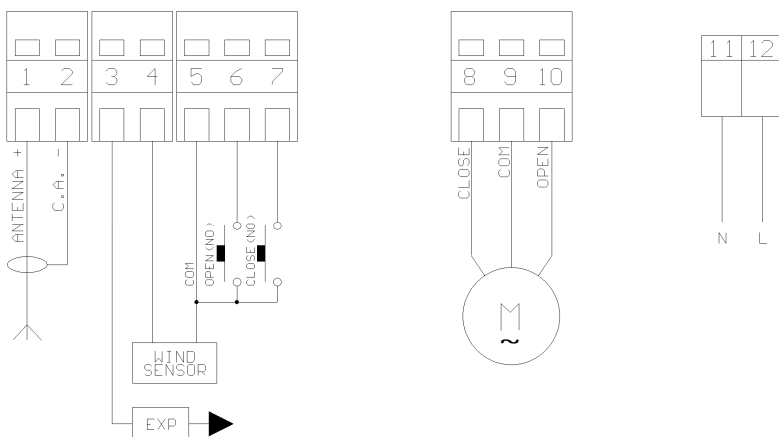 1 2 3 4 5 6 7
8 9 10
11 12
ANTENNA +
C.A. -
COM
OPEN(NO)
CLOSE(NO)
CLOSE
COM
OPEN
N L
M
~
WIND
SENSOR
EXP